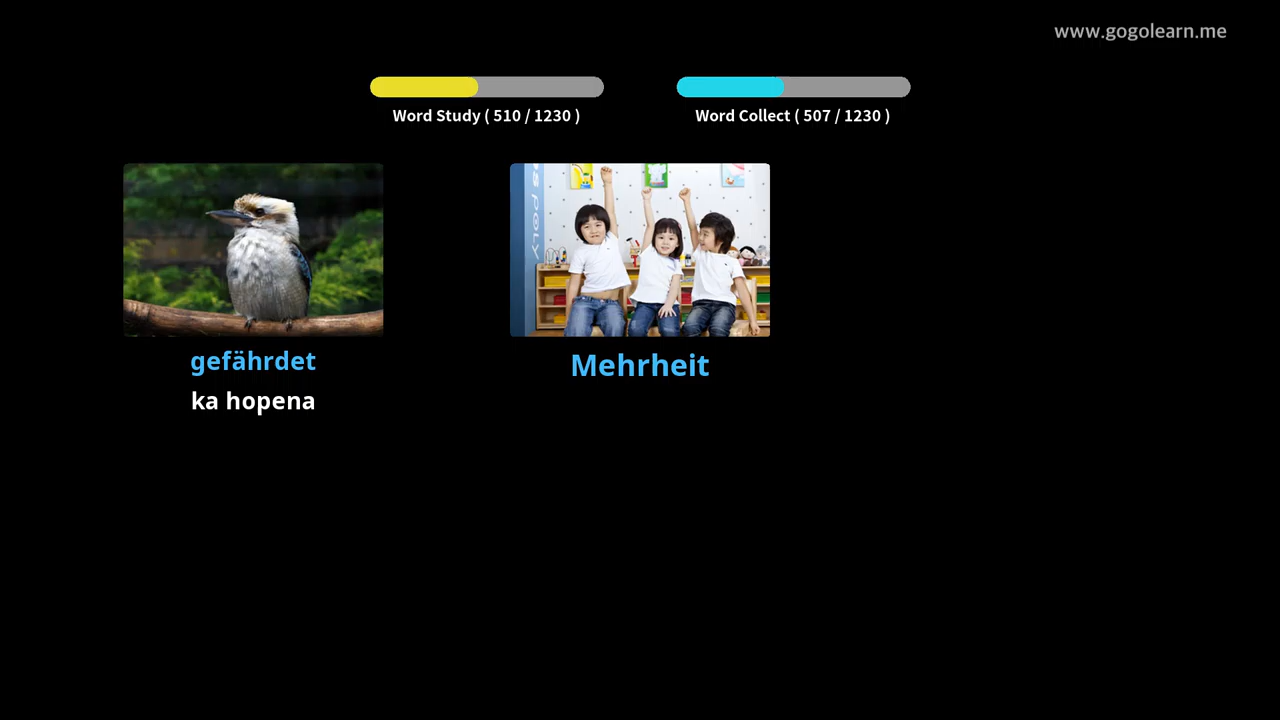 www.gogolearn.me
Word Study ( 510 / 1230 )
Word Collect ( 507 / 1230 )
gefährdet
ka hopena
Mehrheit